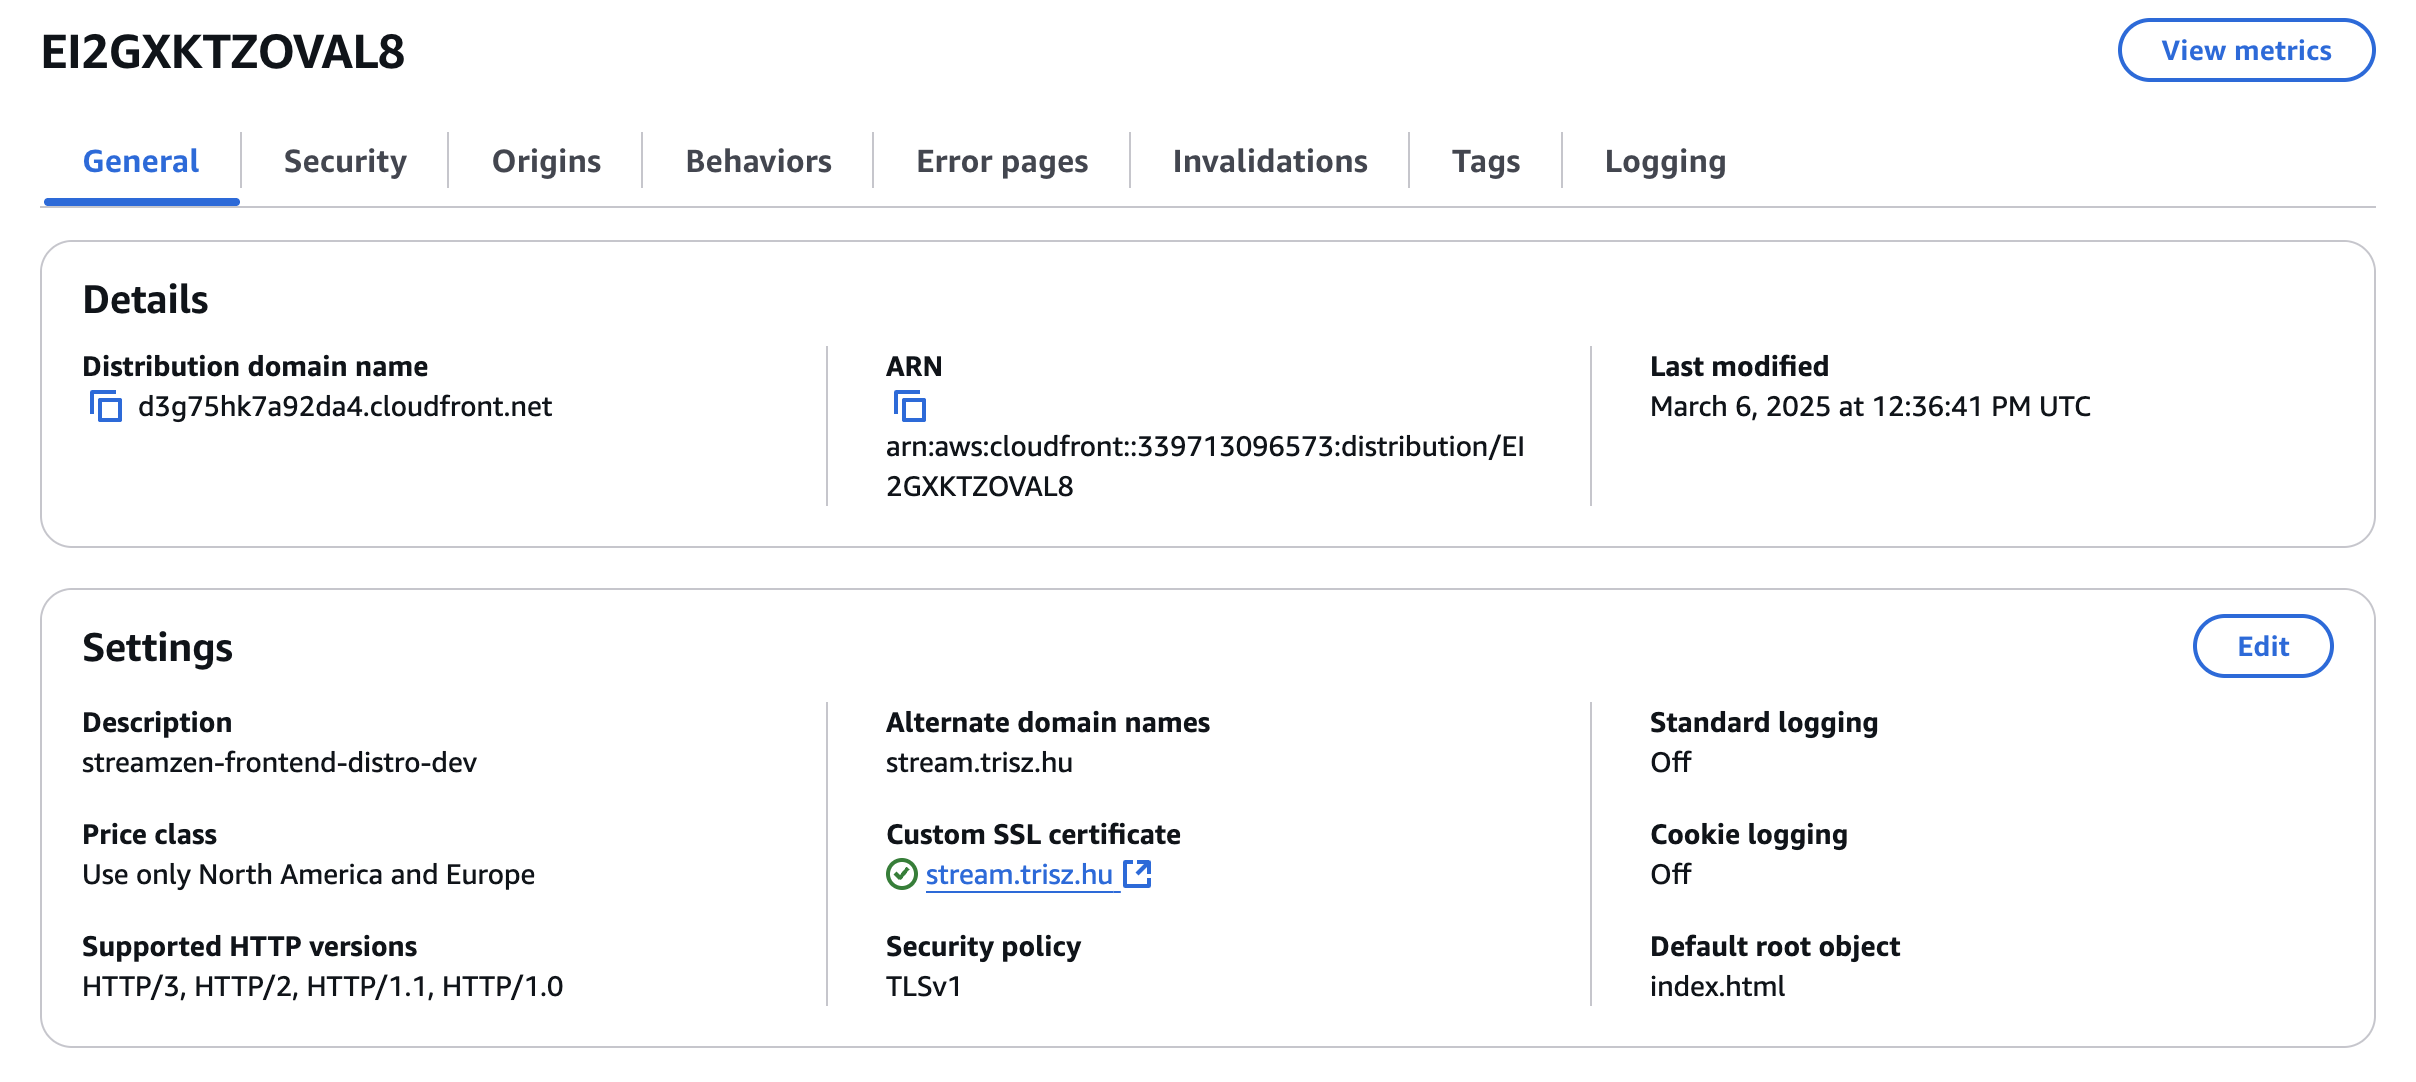 EI2GXKTZOVAL8
View metrics
General
Security
Origins
Behaviors
Error pages
Invalidations
Tags
Logging
Details
Distribution domain name
d3g75hk7a92da4.cloudfront.net
ARN
arn:aws:cloudfront::339713096573:distribution/EI
2GXKTZOVAL8
Last modified
March 6, 2025 at 12:36:41 PM UTC
Settings
Edit
Description
streamzen-frontend-distro-dev
Price class
Use only North America and Europe
Supported HTTP versions
HTTP/3, HTTP/2, HTTP/1.1, HTTP/1.0
Alternate domain names
stream.trisz.hu
Custom SSL certificate
stream.trisz.hu
Security policy
TLSv1
Standard logging
Off
Cookie logging
Off
Default root object
index.html